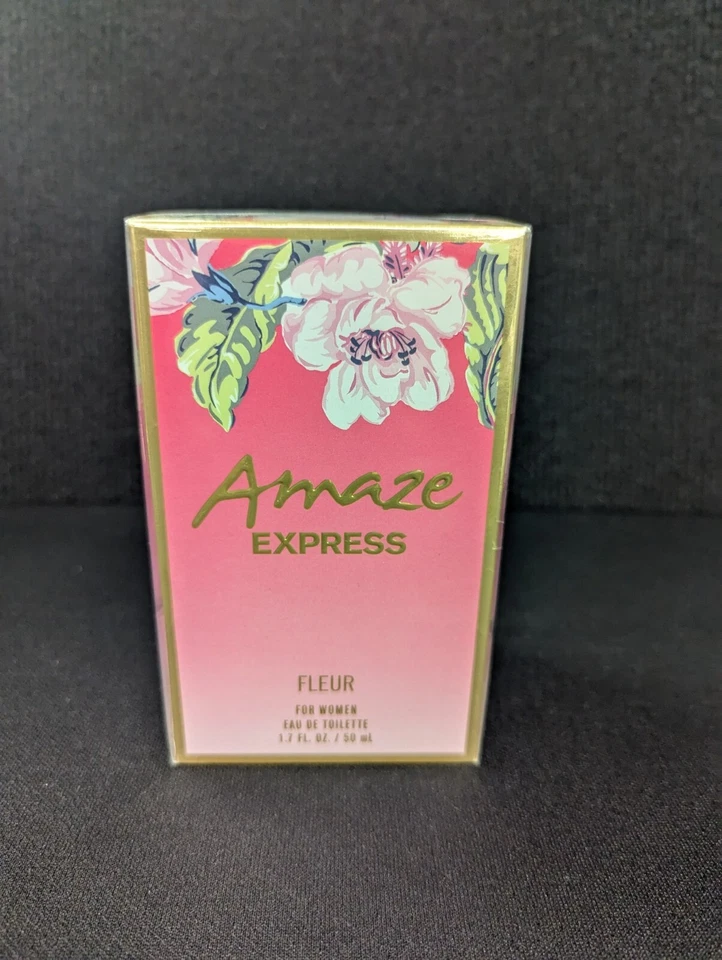 Amaze
EXPRESS
FLEUR
FOR WOMEN
EAU DE TOILETTE
1.7 FL. OZ. / 50 mL